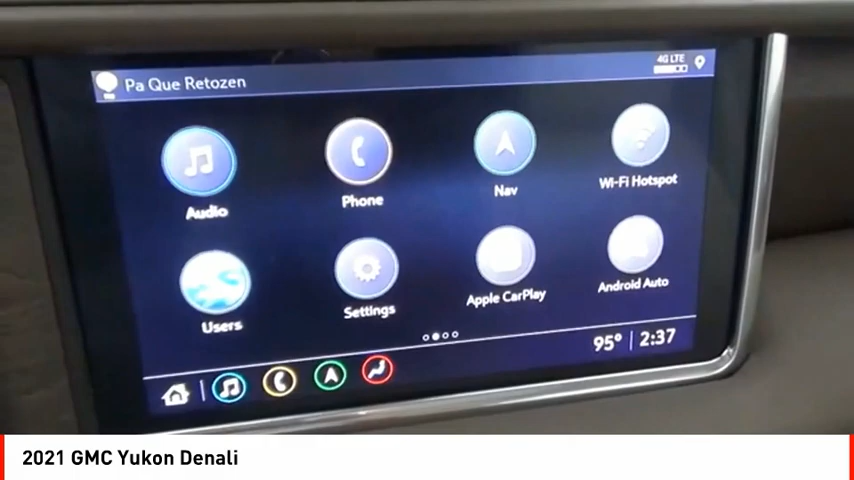 Pa Que Retozen
4G LTE
Audio
Phone
Nav
Wi-Fi Hotspot
Users
Settings
Apple CarPlay
Android Auto
95° | 2:37
2021 GMC Yukon Denali